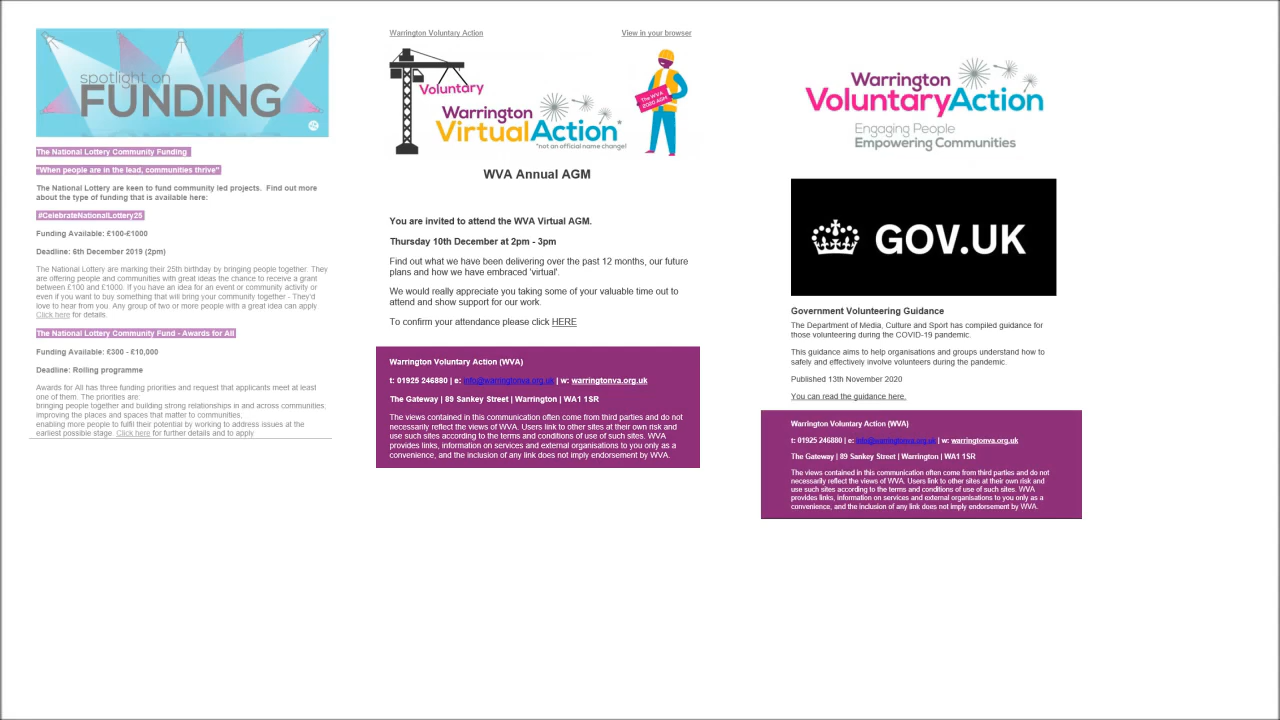 spotlight on
FUNDING
The National Lottery Community Funding
"When people are in the lead, communities thrive"
The National Lottery are keen to fund community led projects. Find out more
about the type of funding that is available here:
#CelebrateNationalLottery25
Funding Available: £100-£1000
Deadline: 6th December 2019 (2pm)
The National Lottery are marking their 25th birthday by bringing people together. They
are offering people and communities with great ideas the chance to receive a grant
between £100 and £1000. If you have an idea for an event or community activity or
even if you want to buy something that will bring your community together - They'd
love to hear from you. Any group of two or more people with a great idea can apply.
Click here for details.
The National Lottery Community Fund - Awards for All
Funding Available: £300 - £10,000
Deadline: Rolling programme
Awards for All has three funding priorities and request that applicants meet at least
one of them. The priorities are:
bringing people together and building strong relationships in and across communities;
improving the places and spaces that matter to communities;
enabling more people to fulfil their potential by working to address issues at the
earliest possible stage. Click here for further details and to apply
Warrington Voluntary Action
View in your browser
Voluntary
Warrington
VirtualAction*
*not an official name change!
The WVA
2020 AGM
WVA Annual AGM
You are invited to attend the WVA Virtual AGM.
Thursday 10th December at 2pm - 3pm
Find out what we have been delivering over the past 12 months, our future
plans and how we have embraced 'virtual'.
We would really appreciate you taking some of your valuable time out to
attend and show support for our work.
To confirm your attendance please click HERE
Warrington Voluntary Action (WVA)
t: 01925 246880 | e: info@warringtonva.org.uk | w: warringtonva.org.uk
The Gateway | 89 Sankey Street | Warrington | WA1 1SR
The views contained in this communication often come from third parties and do not
necessarily reflect the views of WVA. Users link to other sites at their own risk and
use such sites according to the terms and conditions of use of such sites. WVA
provides links, information on services and external organisations to you only as a
convenience, and the inclusion of any link does not imply endorsement by WVA.
Warrington
VoluntaryAction
Engaging People
Empowering Communities
GOV.UK
Government Volunteering Guidance
The Department of Media, Culture and Sport has compiled guidance for
those volunteering during the COVID-19 pandemic.
This guidance aims to help organisations and groups understand how to
safely and effectively involve volunteers during the pandemic.
Published 13th November 2020
You can read the guidance here.
Warrington Voluntary Action (WVA)
t: 01925 246880 | e: info@warringtonva.org.uk | w: warringtonva.org.uk
The Gateway | 89 Sankey Street | Warrington | WA1 1SR
The views contained in this communication often come from third parties and do not
necessarily reflect the views of WVA. Users link to other sites at their own risk and
use such sites according to the terms and conditions of use of such sites. WVA
provides links, information on services and external organisations to you only as a
convenience, and the inclusion of any link does not imply endorsement by WVA.